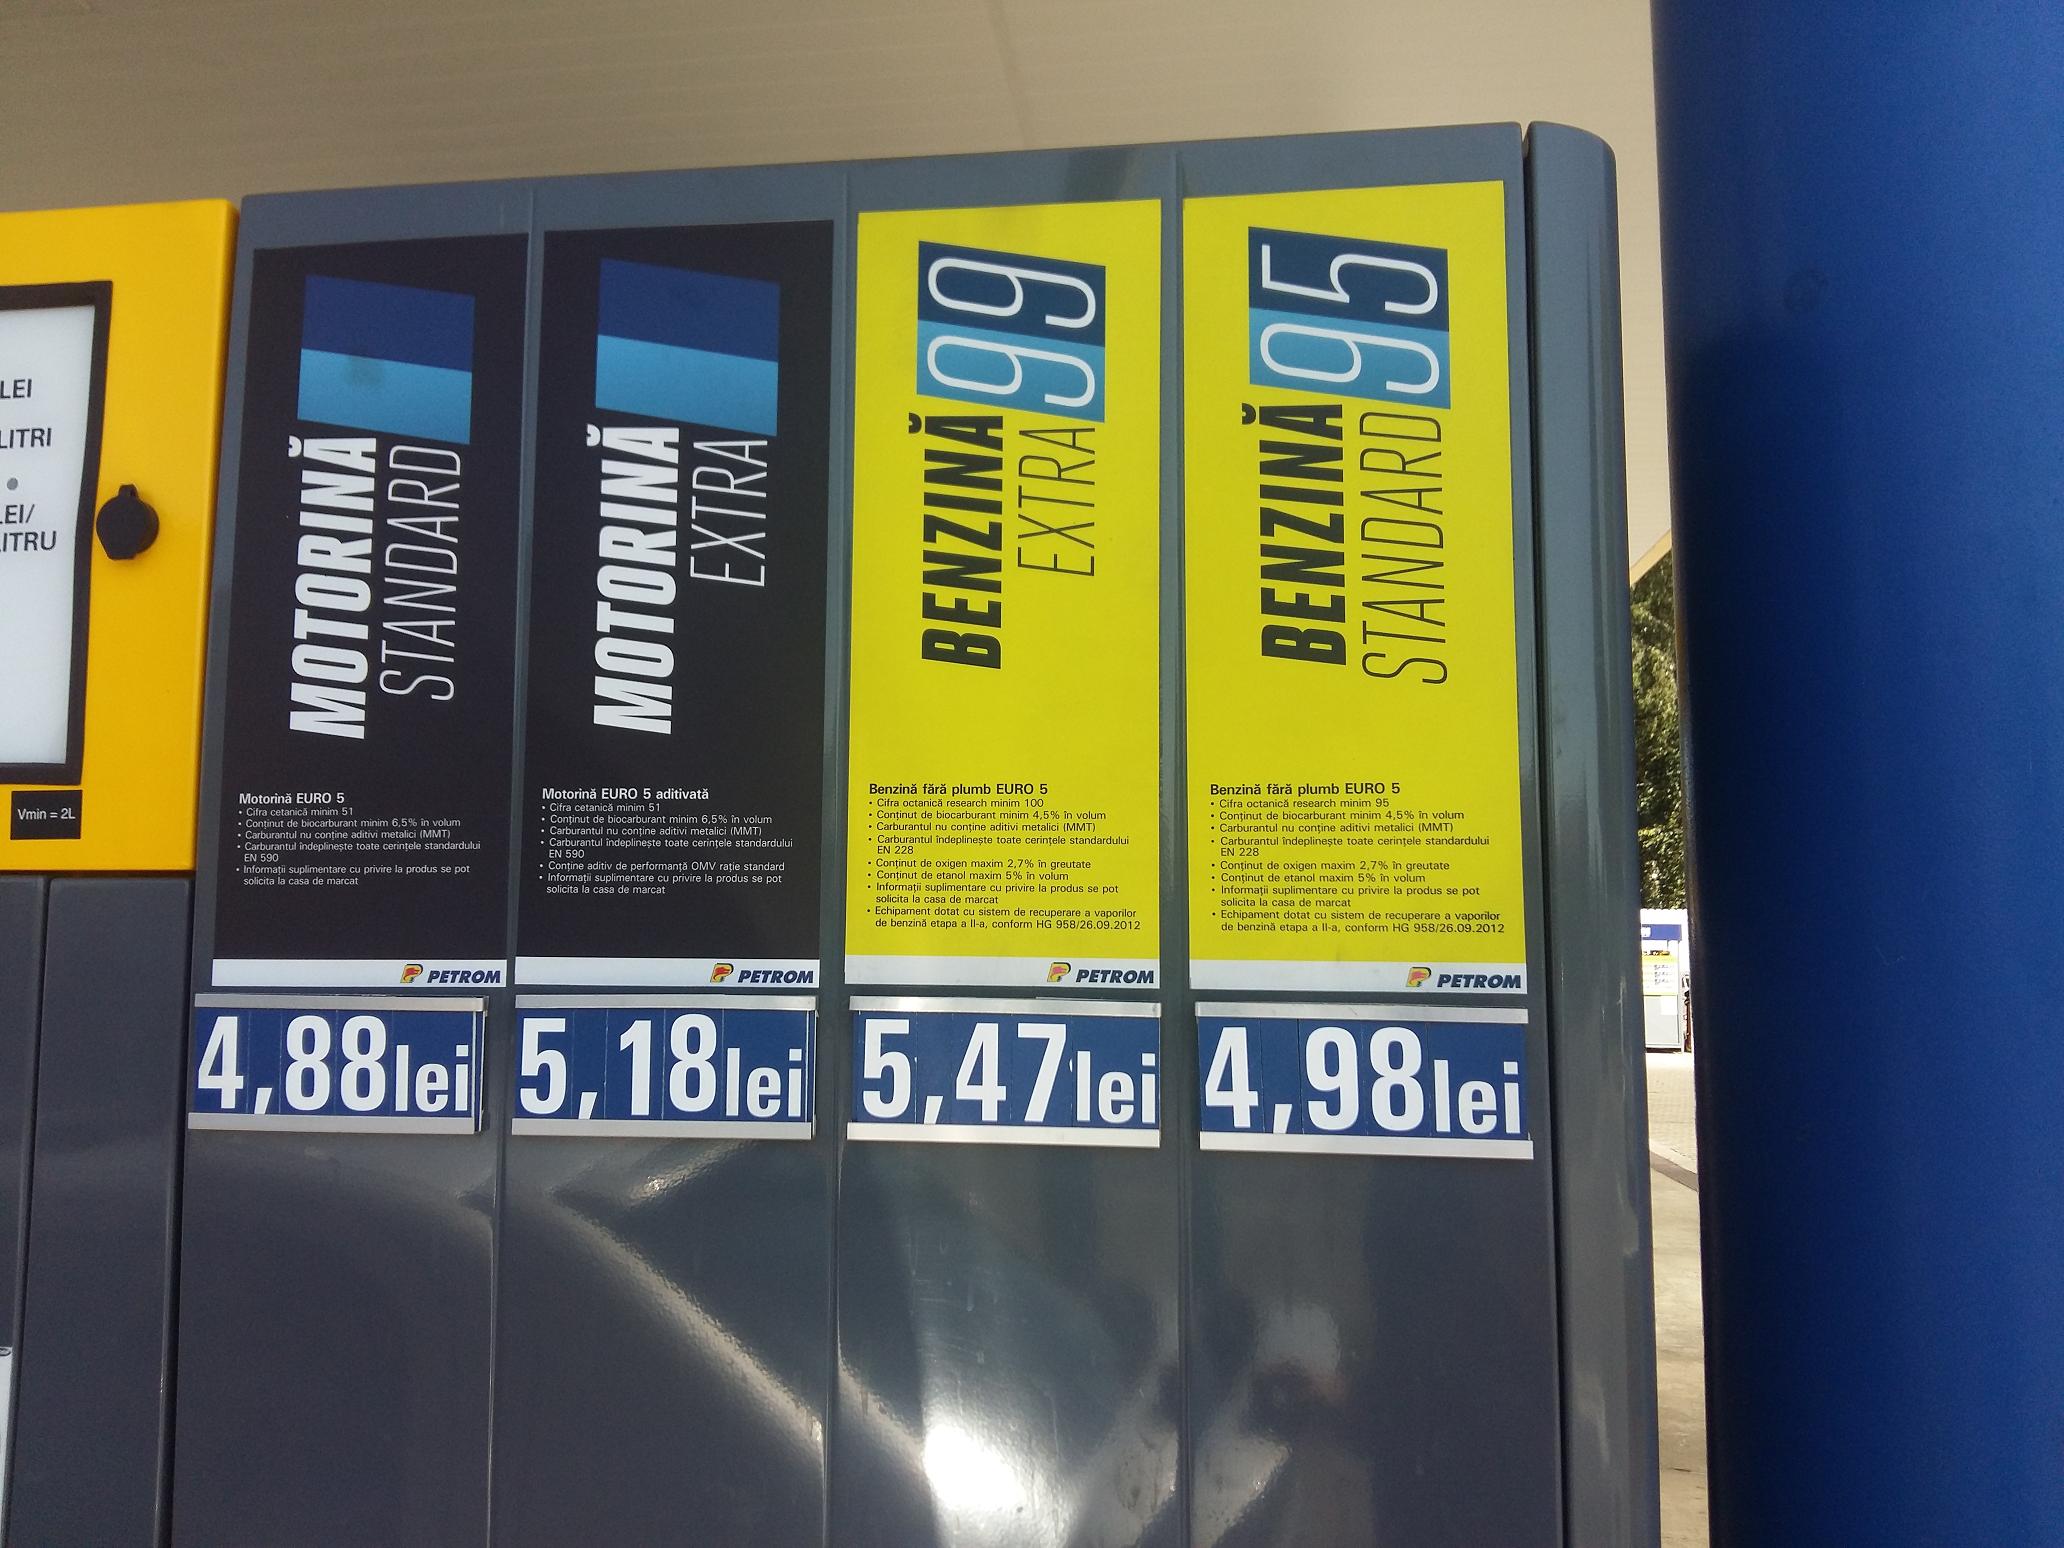 LEI
LITRI
LEI/
LITRU
Vmin = 2L
MOTORINĂ
STANDARD
Motorină EURO 5
• Cifra cetanică minim 51
• Conținut de biocarburant minim 6,5% în volum
• Carburantul nu conține aditivi metalici (MMT)
• Carburantul îndeplinește toate cerințele standardului
EN 590
• Informații suplimentare cu privire la produs se pot
solicita la casa de marcat
PETROM
4,88lei
MOTORINĂ
EXTRA
Motorină EURO 5 aditivată
• Cifra cetanică minim 51
• Conținut de biocarburant minim 6,5% în volum
• Carburantul nu conține aditivi metalici (MMT)
• Carburantul îndeplinește toate cerințele standardului
EN 590
• Conține aditiv de performanță OMV rație standard
• Informații suplimentare cu privire la produs se pot
solicita la casa de marcat
PETROM
5,18lei
BENZINĂ 99
EXTRA
Benzină fără plumb EURO 5
• Cifra octanică research minim 100
• Conținut de biocarburant minim 4,5% în volum
• Carburantul nu conține aditivi metalici (MMT)
• Carburantul îndeplinește toate cerințele standardului
EN 228
• Conținut de oxigen maxim 2,7% în greutate
• Conținut de etanol maxim 5% în volum
• Informații suplimentare cu privire la produs se pot
solicita la casa de marcat
• Echipament dotat cu sistem de recuperare a vaporilor
de benzină etapa a II-a, conform HG 958/26.09.2012
PETROM
5,47lei
BENZINĂ 95
STANDARD
Benzină fără plumb EURO 5
• Cifra octanică research minim 95
• Conținut de biocarburant minim 4,5% în volum
• Carburantul nu conține aditivi metalici (MMT)
• Carburantul îndeplinește toate cerințele standardului
EN 228
• Conținut de oxigen maxim 2,7% în greutate
• Conținut de etanol maxim 5% în volum
• Informații suplimentare cu privire la produs se pot
solicita la casa de marcat
• Echipament dotat cu sistem de recuperare a vaporilor
de benzină etapa a II-a, conform HG 958/26.09.2012
PETROM
4,98lei